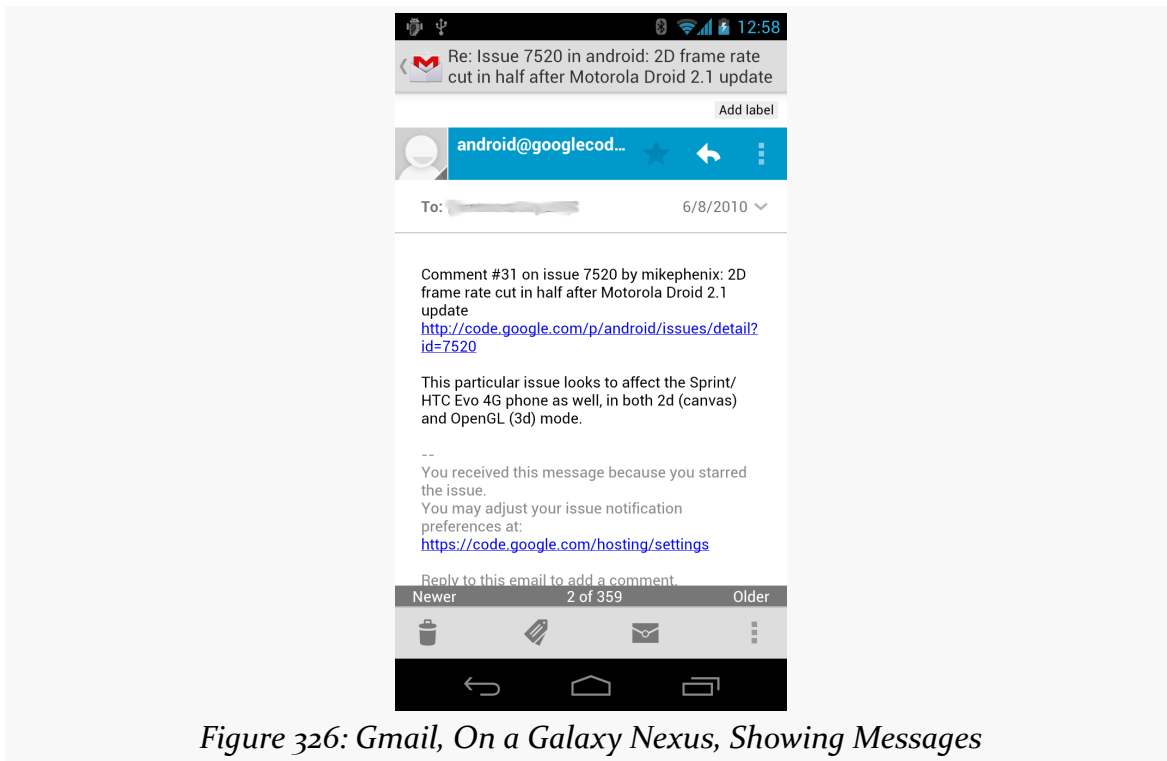 12:58
Re: Issue 7520 in android: 2D frame rate
cut in half after Motorola Droid 2.1 update
Add label
android@googlecod...
To:
6/8/2010
Comment #31 on issue 7520 by mikephenix: 2D
frame rate cut in half after Motorola Droid 2.1
update
http://code.google.com/p/android/issues/detail?
id=7520
This particular issue looks to affect the Sprint/
HTC Evo 4G phone as well, in both 2d (canvas)
and OpenGL (3d) mode.
--
You received this message because you starred
the issue.
You may adjust your issue notification
preferences at:
https://code.google.com/hosting/settings
Reply to this email to add a comment.
Newer 2 of 359 Older
Figure 326: Gmail, On a Galaxy Nexus, Showing Messages